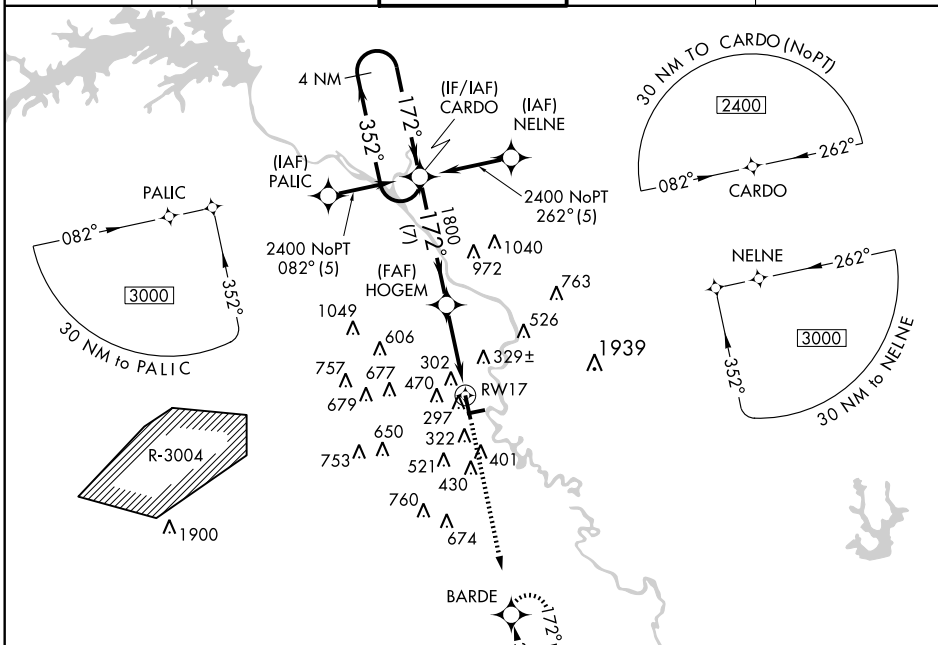 30 NM TO CARDO (NoPT)
2400
082°
262°
CARDO
4 NM
172°
352°
(IF/IAF)
CARDO
(IAF)
NELNE
(IAF)
PALIC
2400 NoPT
262° (5)
2400 NoPT
082° (5)
1800
172°
(7)
PALIC
082°
352°
3000
30 NM to PALIC
NELNE
262°
352°
3000
30 NM to NELNE
1040
972
(FAF)
HOGEM
763
526
1049
606
329±
1939
757
677
302
470
RW17
679
297
322
650
753
521
401
430
760
674
R-3004
1900
BARDE
172°